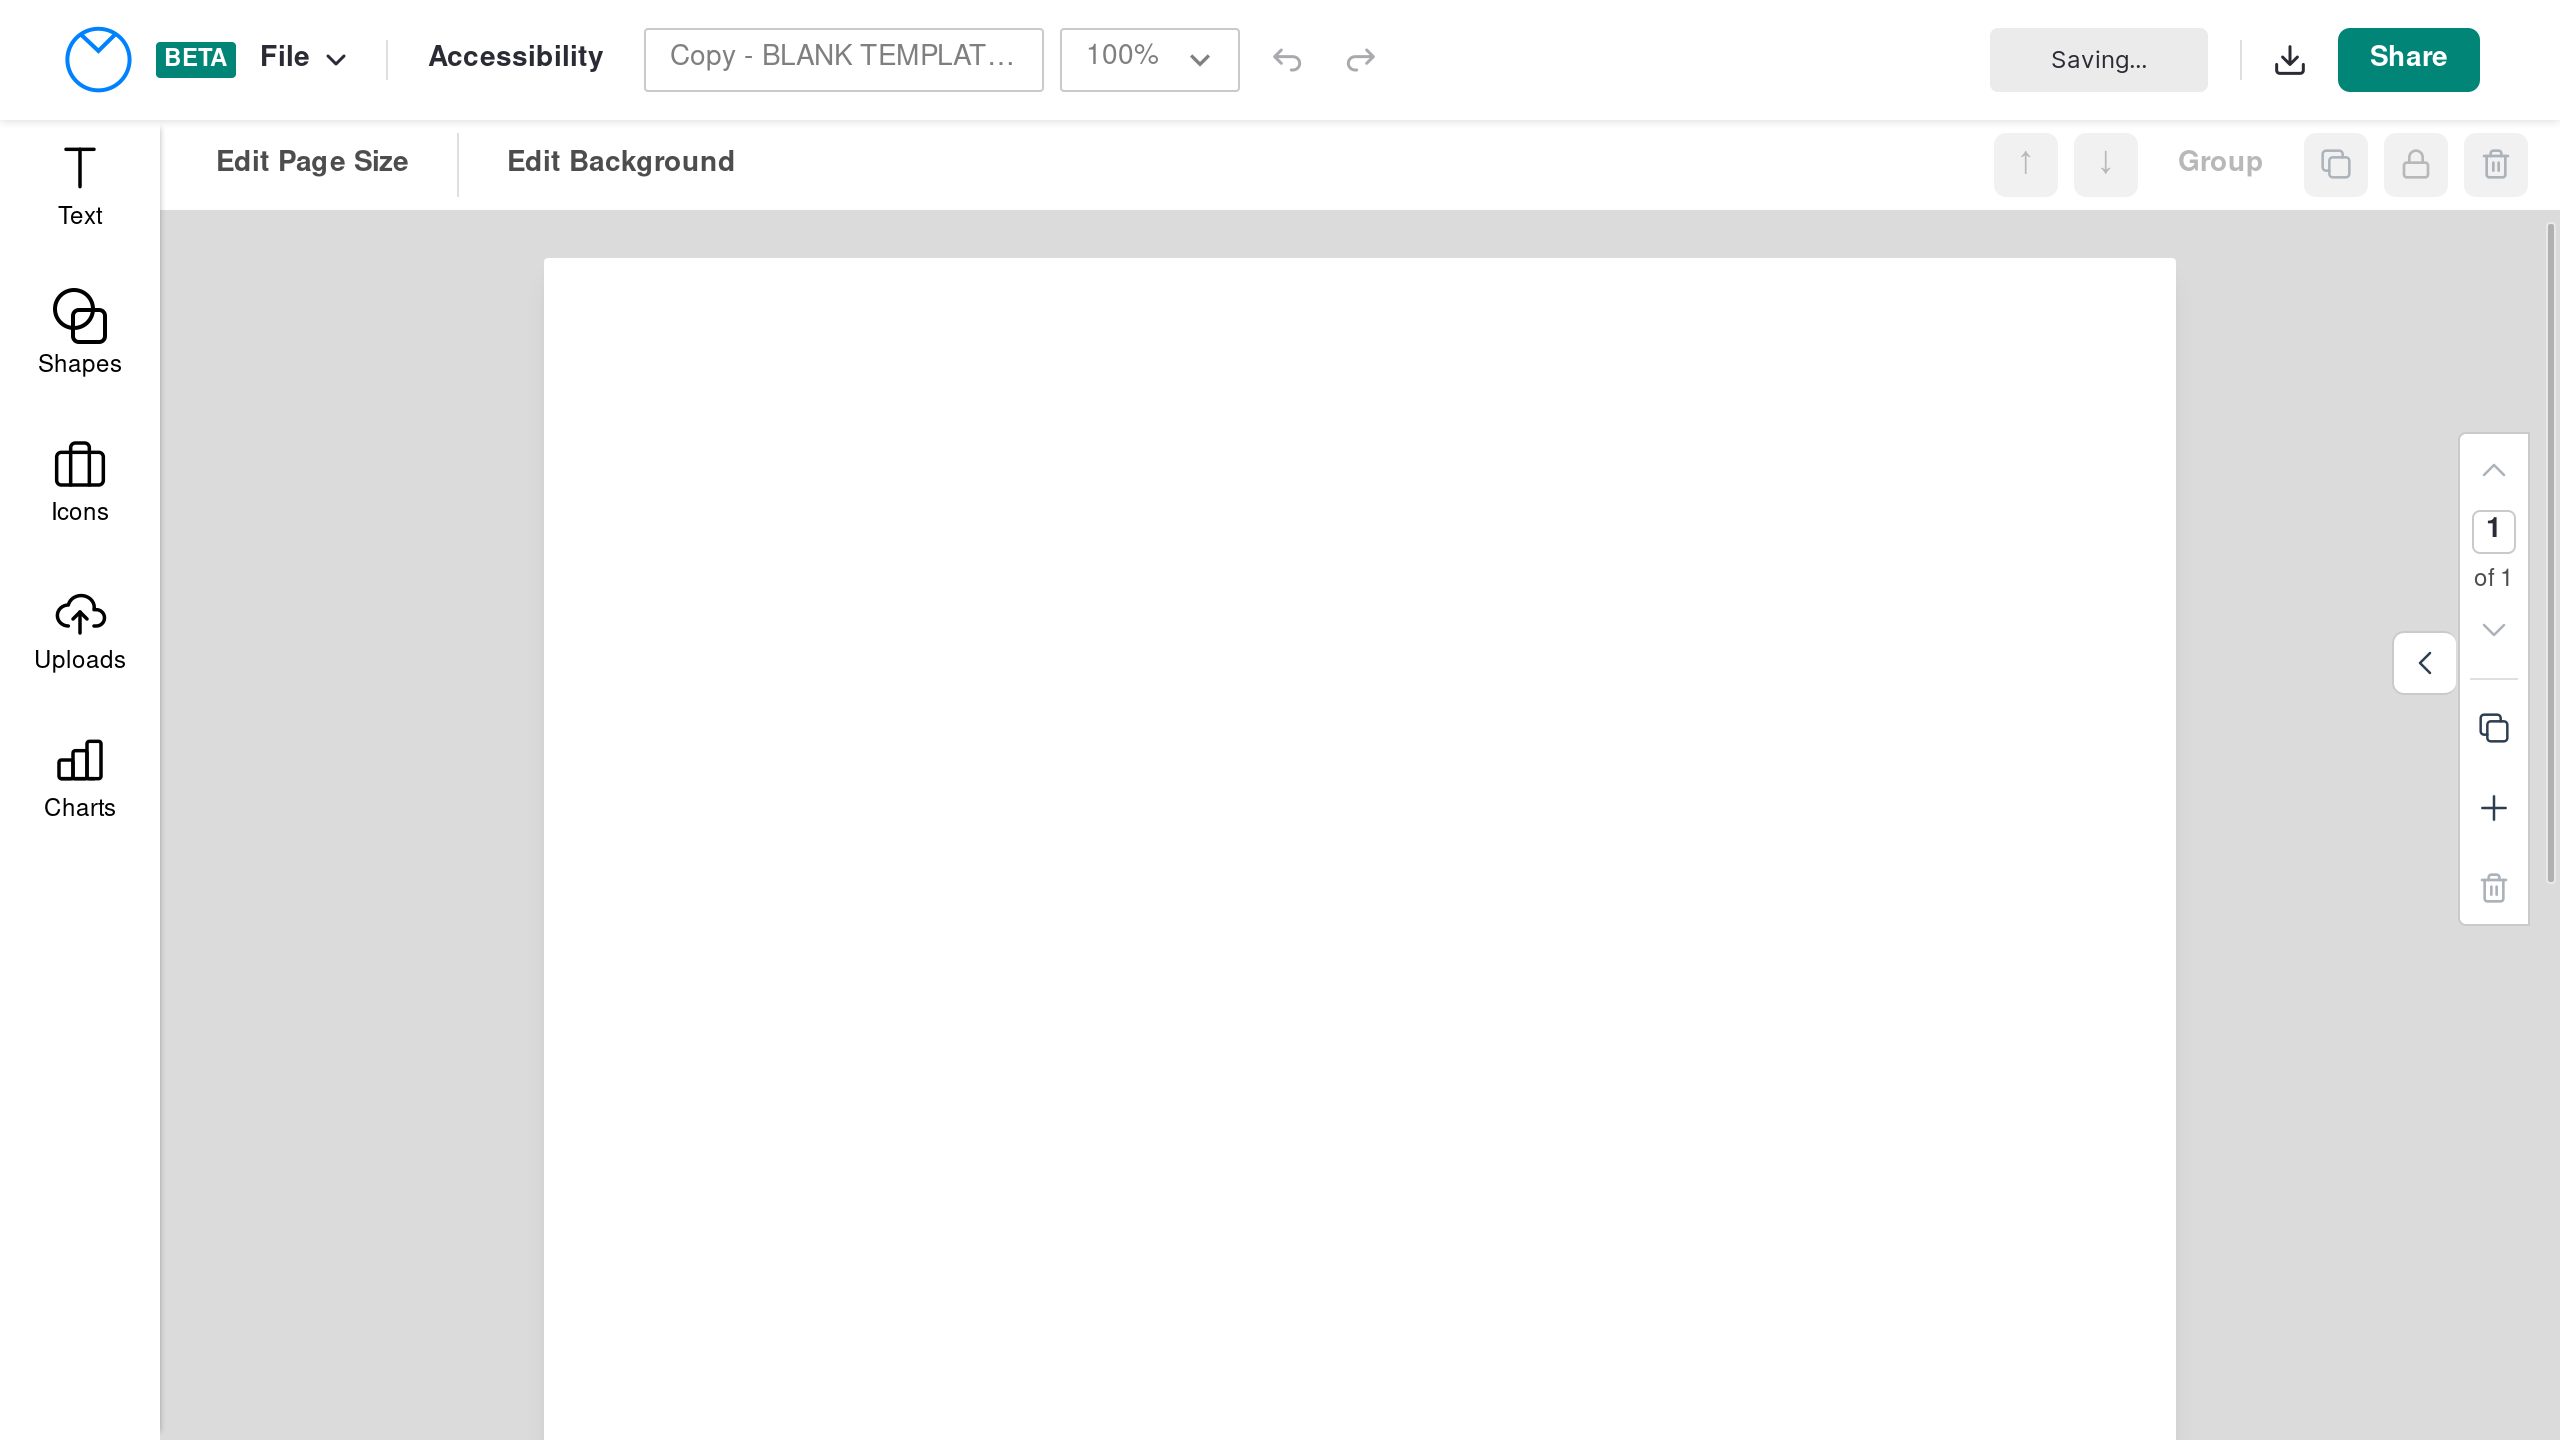 BETA
File
Accessibility
Copy - BLANK TEMPLAT...
100%
Saving...
Share
Text
Edit Page Size
Edit Background
↑
↓
Group
Shapes
Icons
Uploads
Charts
1
of 1